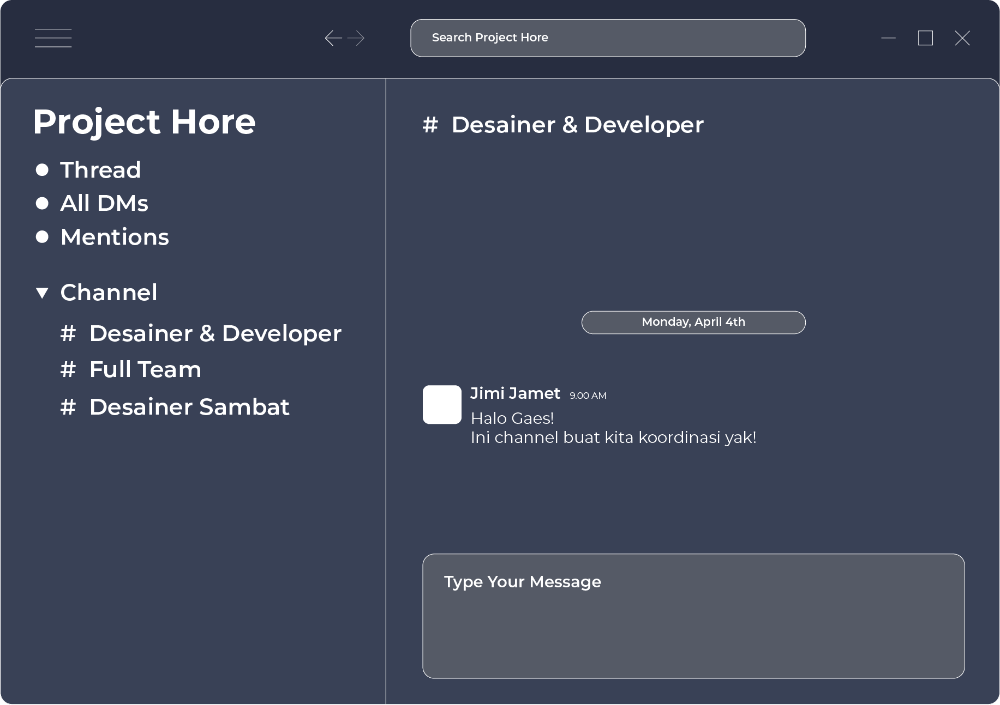 Search Project Hore
Project Hore
Thread
All DMs
Mentions
Channel
# Desainer & Developer
# Full Team
# Desainer Sambat
# Desainer & Developer
Monday, April 4th
Jimi Jamet 9.00 AM
Halo Gaes!
Ini channel buat kita koordinasi yak!
Type Your Message